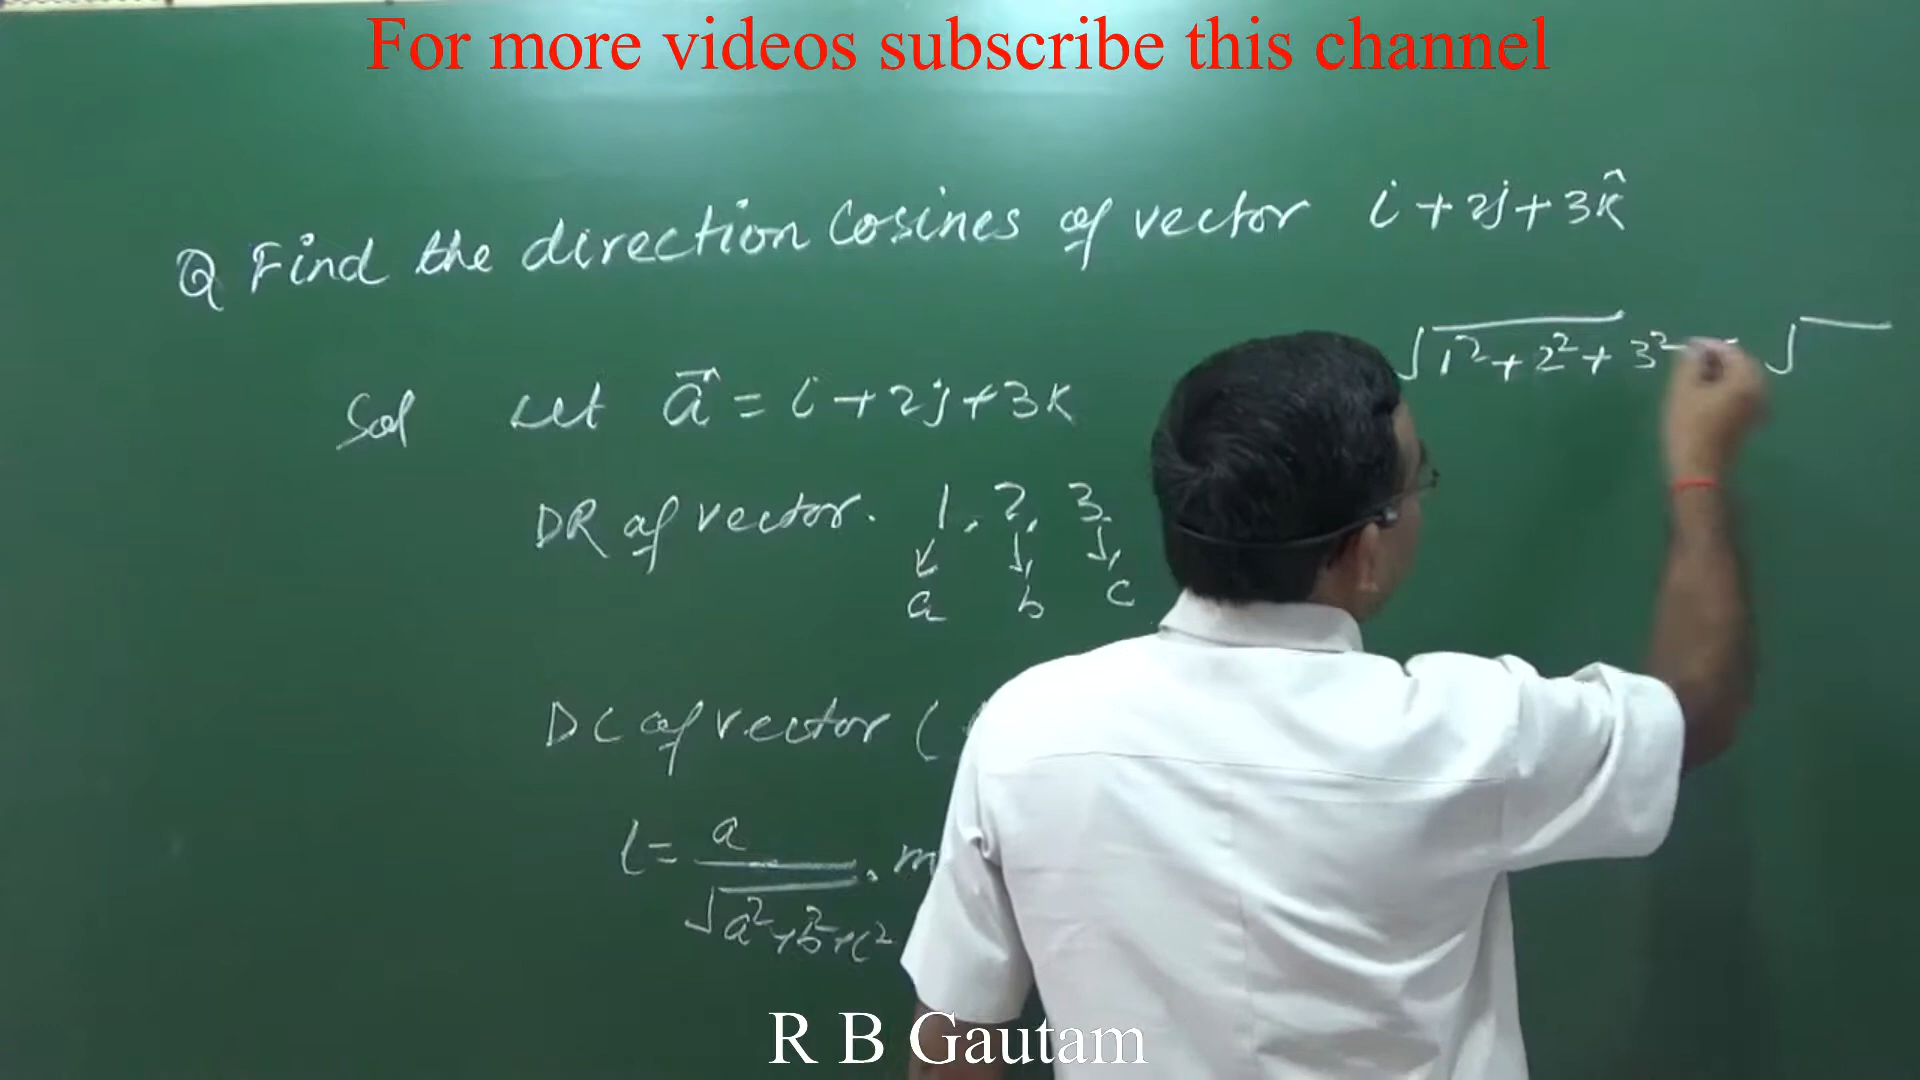 For more videos subscribe this channel
Q Find the direction cosines of vector i + 2j + 3k̂
√1² + 2² + 3² = √
Sol Let a⃗ = i + 2j + 3k
DR of vector. 1, 2, 3
a b c
DC of vector (
l = a / √a² + b² + c² , m
R B Gautam